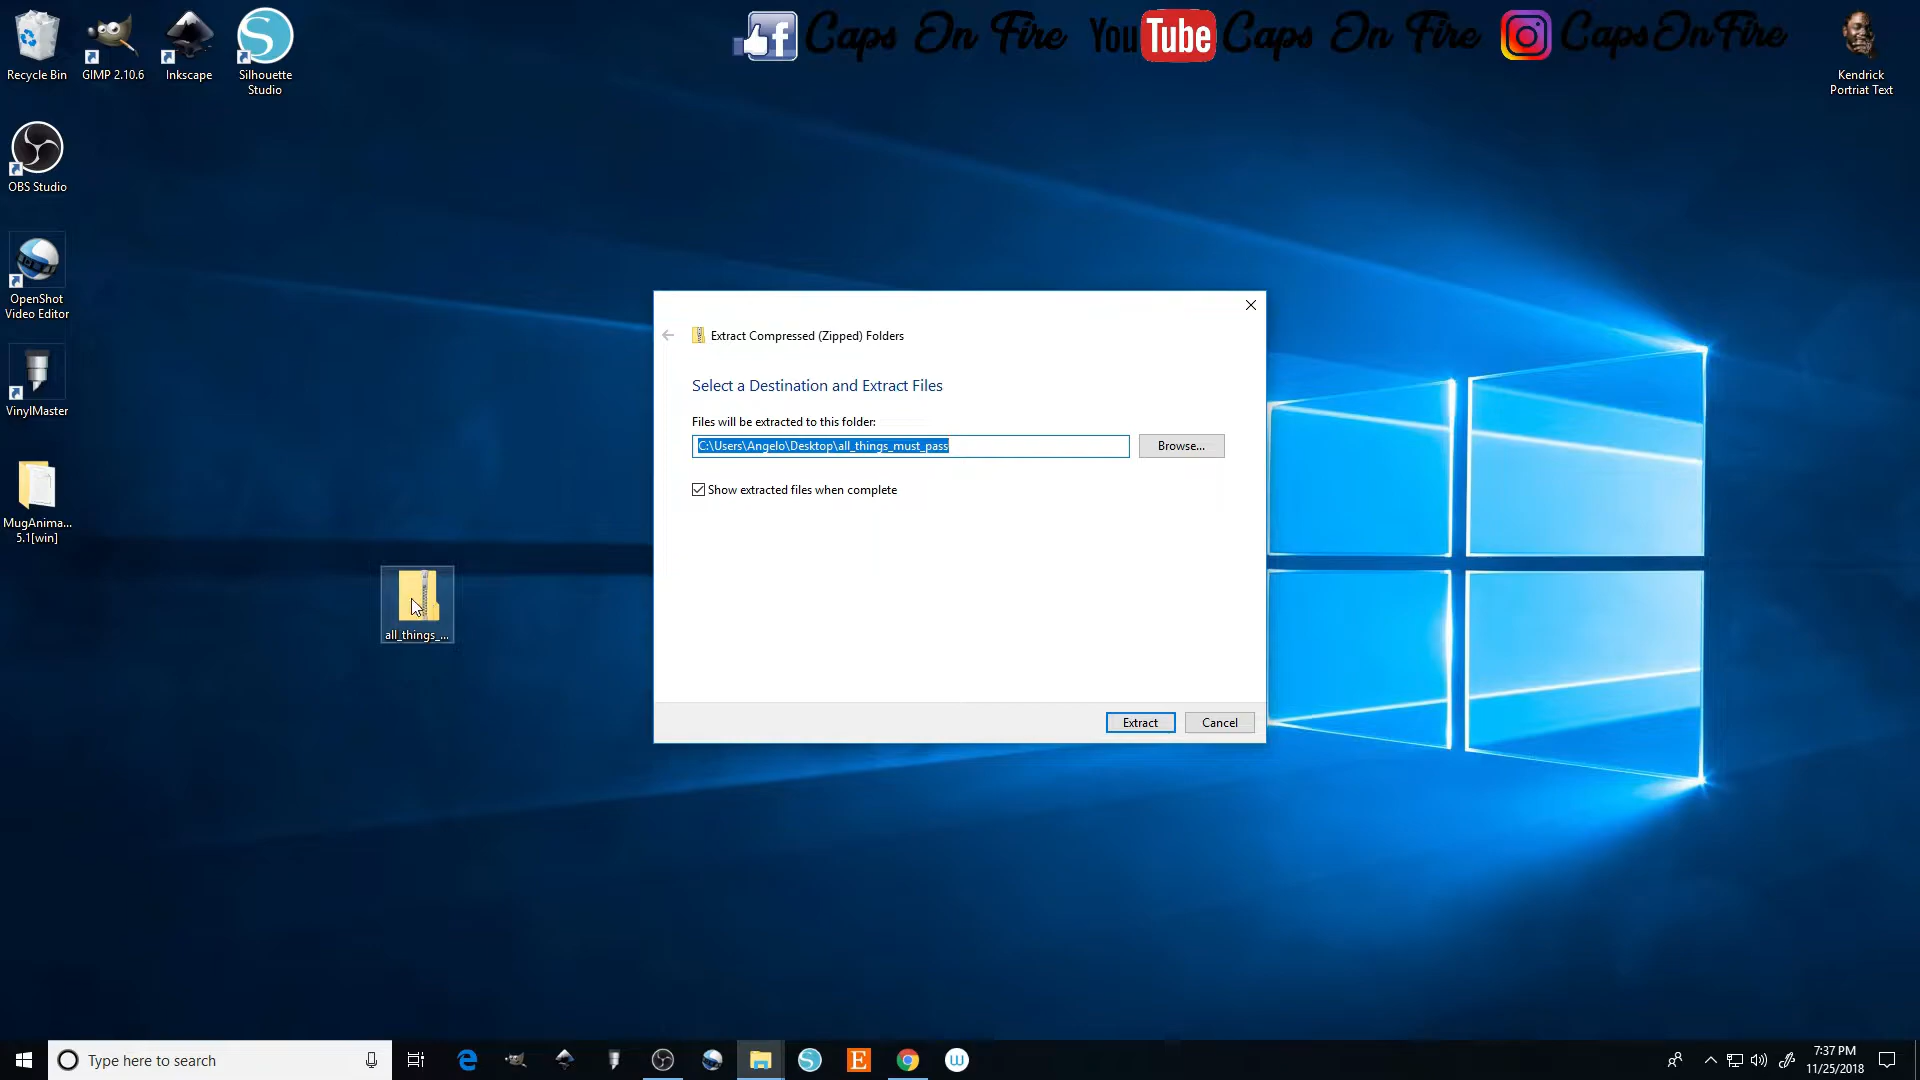 Caps On Fire
YouTube Caps On Fire
CapsOnFire
Recycle Bin
GIMP 2.10.6
Inkscape
Silhouette
Studio
Kendrick
Portriat Text
OBS Studio
OpenShot
Video Editor
VinylMaster
MugAnima...
5.1[win]
all_things_...
Extract Compressed (Zipped) Folders
Select a Destination and Extract Files
Files will be extracted to this folder:
C:\Users\Angelo\Desktop\all_things_must_pass
Browse...
Show extracted files when complete
Extract
Cancel
Type here to search
7:37 PM
11/25/2018